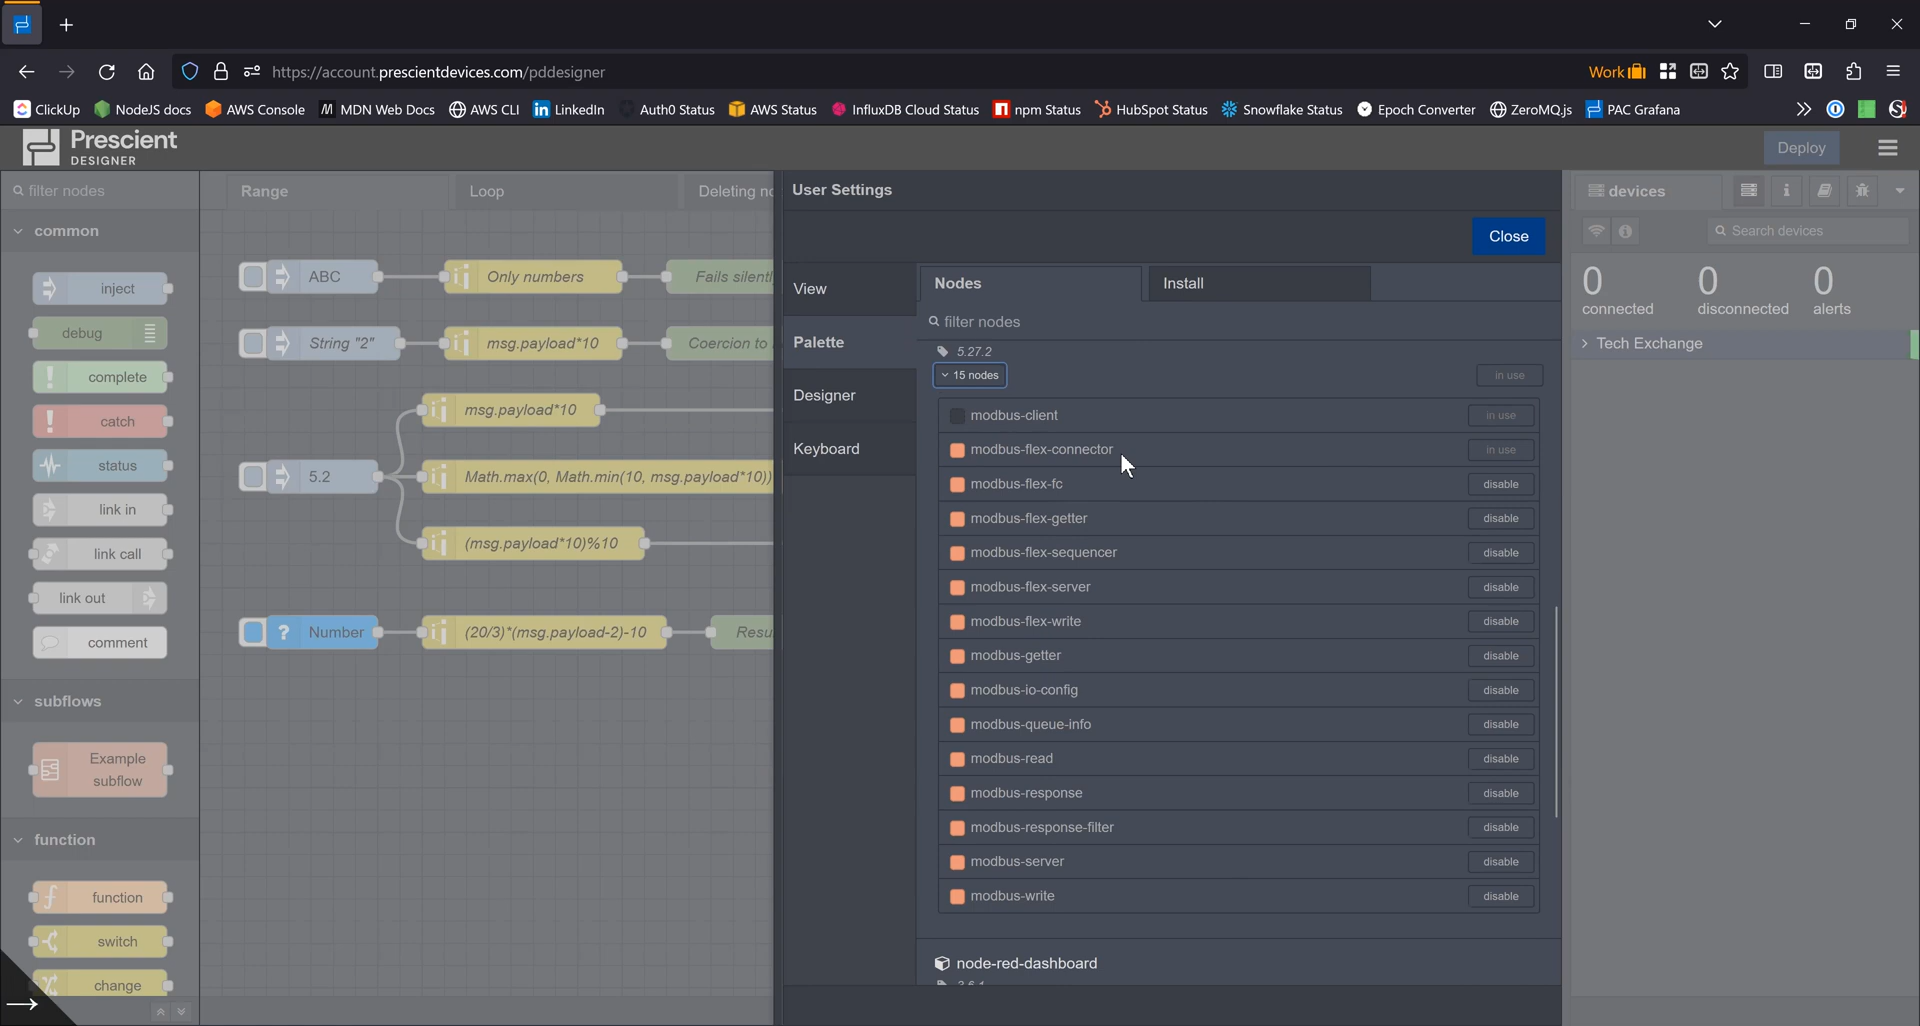 https://account.prescientdevices.com/pddesigner
Work
ClickUp NodeJS docs AWS Console MDN Web Docs AWS CLI LinkedIn Auth0 Status AWS Status InfluxDB Cloud Status npm Status HubSpot Status Snowflake Status Epoch Converter ZeroMQ.js PAC Grafana
Prescient
DESIGNER
Deploy
filter nodes
common
inject
debug
complete
catch
status
link in
link call
link out
comment
subflows
Example
subflow
function
function
switch
change
Range
Loop
Deleting
ABC
Only numbers
Fails
String "2"
msg.payload*10
Coercion to
msg.payload*10
5.2
Math.max(0, Math.min(10, msg.payload*10))
(msg.payload*10)%10
Number
(20/3)*(msg.payload-2)-10
User Settings
Close
View
Palette
Designer
Keyboard
Nodes
Install
filter nodes
5.27.2
15 nodes
in use
modbus-client in use
modbus-flex-connector in use
modbus-flex-fc disable
modbus-flex-getter disable
modbus-flex-sequencer disable
modbus-flex-server disable
modbus-flex-write disable
modbus-getter disable
modbus-io-config disable
modbus-queue-info disable
modbus-read disable
modbus-response disable
modbus-response-filter disable
modbus-server disable
modbus-write disable
node-red-dashboard
devices
Search devices
0 0 0
connected disconnected alerts
Tech Exchange